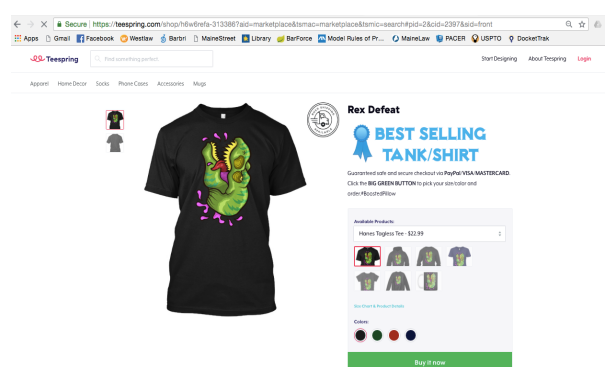 Secure | https://teespring.com/shop/h6w6refa-313386?aid=marketplace&tsmac=marketplace&tsmic=search#pid=2&cid=2397&sid=front
Apps Gmail Facebook Westlaw Barbri MaineStreet Library BarForce Model Rules of Pr... MaineLaw PACER USPTO DocketTrak
Teespring Find something perfect Start Designing About Teespring Login
Apparel Home Decor Socks Phone Cases Accessories Mugs
Rex Defeat
BEST SELLING
TANK/SHIRT
Guaranteed safe and secure checkout via PayPal/VISA/MASTERCARD.
Click the BIG GREEN BUTTON to pick your size/color and
order.#BoostedPillow
Available Products:
Hanes Tagless Tee - $22.99
Size Chart & Product Details
Colors:
Buy it now